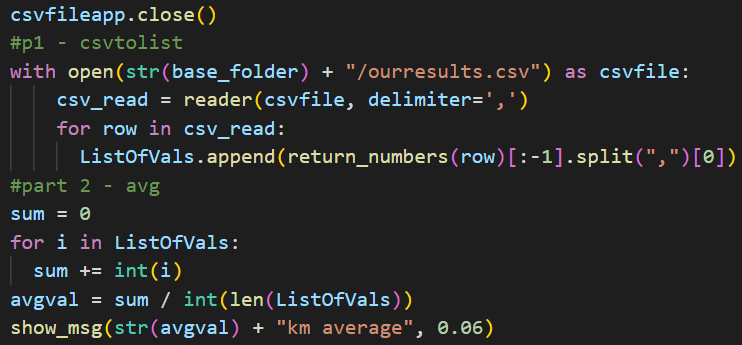 csvfileapp.close()
#p1 - csvtolist
with open(str(base_folder) + "/ourresults.csv") as csvfile:
    csv_read = reader(csvfile, delimiter=',')
    for row in csv_read:
      ListOfVals.append(return_numbers(row)[:-1].split(",")[0])
#part 2 - avg
sum = 0
for i in ListOfVals:
  sum += int(i)
avgval = sum / int(len(ListOfVals))
show_msg(str(avgval) + "km average", 0.06)